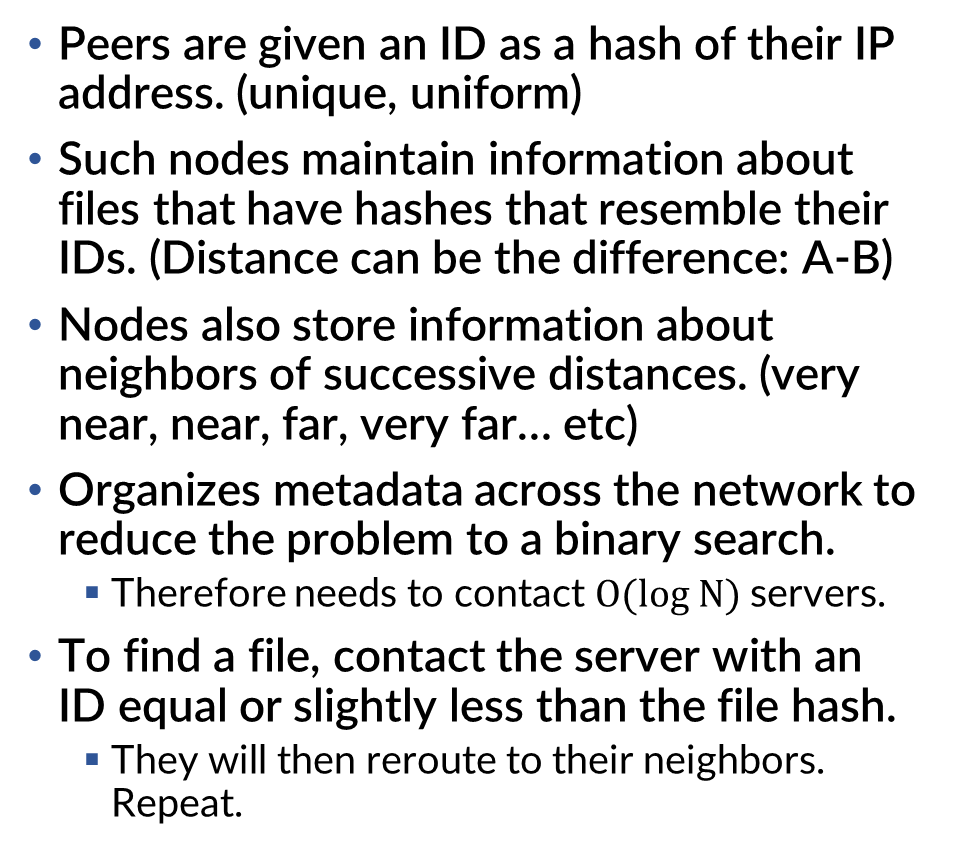 • Peers are given an ID as a hash of their IP
address. (unique, uniform)
• Such nodes maintain information about
files that have hashes that resemble their
IDs. (Distance can be the difference: A-B)
• Nodes also store information about
neighbors of successive distances. (very
near, near, far, very far… etc)
• Organizes metadata across the network to
reduce the problem to a binary search.
▪ Therefore needs to contact O(log N) servers.
• To find a file, contact the server with an
ID equal or slightly less than the file hash.
▪ They will then reroute to their neighbors.
Repeat.